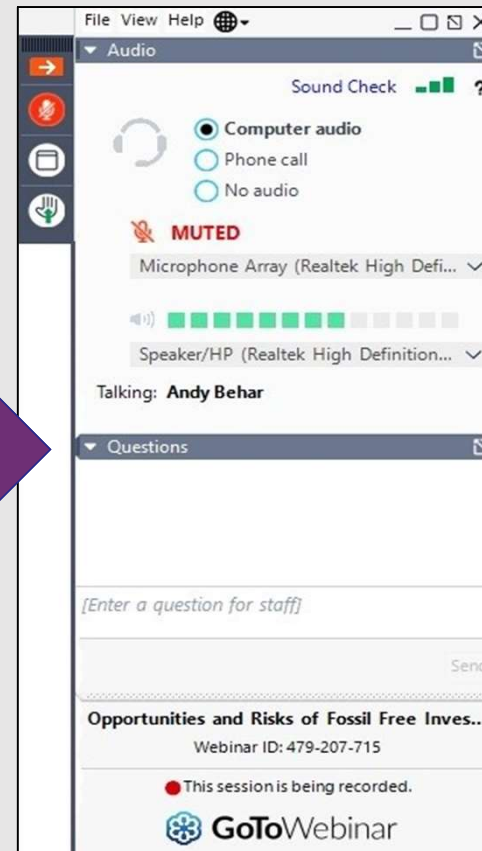 File View Help
Audio
Sound Check ?
Computer audio
Phone call
No audio
MUTED
Microphone Array (Realtek High Defi...
Speaker/HP (Realtek High Definition...
Talking: Andy Behar
Questions
[Enter a question for staff]
Send
Opportunities and Risks of Fossil Free Inves...
Webinar ID: 479-207-715
This session is being recorded.
GoToWebinar